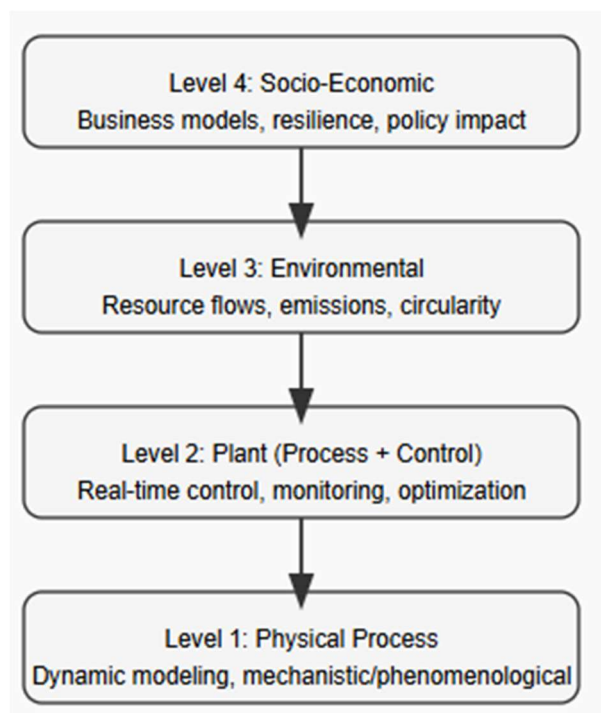 Level 4: Socio-Economic
Business models, resilience, policy impact
Level 3: Environmental
Resource flows, emissions, circularity
Level 2: Plant (Process + Control)
Real-time control, monitoring, optimization
Level 1: Physical Process
Dynamic modeling, mechanistic/phenomenological